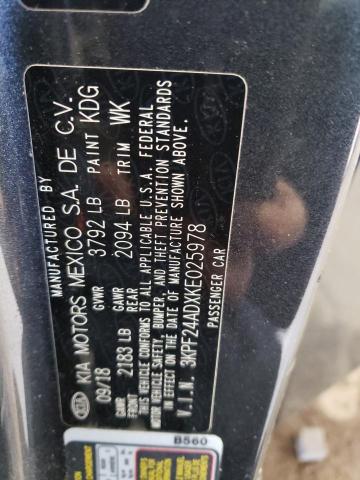 MANUFACTURED BY
KIA KIA MOTORS MEXICO S.A. DE C.V.
09/18 GVWR 3792 LB PAINT KDG
GAWR FRONT 2183 LB GAWR REAR 2094 LB TRIM WK
THIS VEHICLE CONFORMS TO ALL APPLICABLE U.S.A. FEDERAL
MOTOR VEHICLE SAFETY, BUMPER, AND THEFT PREVENTION STANDARDS
IN EFFECT ON THE DATE OF MANUFACTURE SHOWN ABOVE.
V.I.N. 3KPF24ADXKE025978
PASSENGER CAR
B560